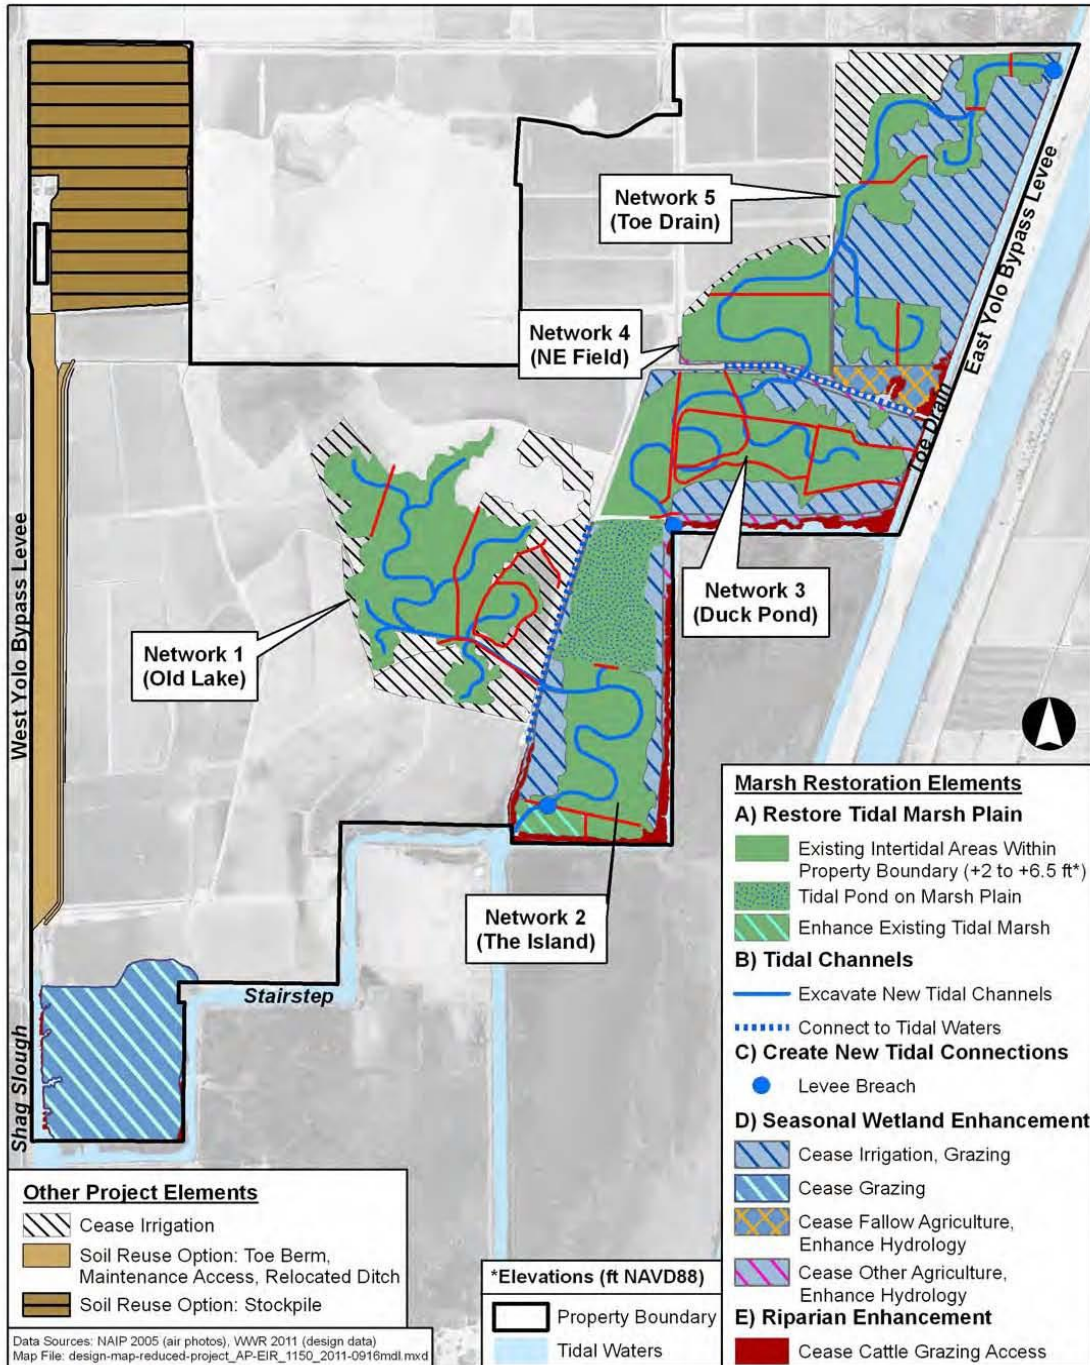 Network 5
(Toe Drain)
Network 4
(NE Field)
East Yolo Bypass Levee
Toe Drain
Network 3
(Duck Pond)
Network 1
(Old Lake)
West Yolo Bypass Levee
Network 2
(The Island)
Stairstep
Shag Slough
Marsh Restoration Elements
A) Restore Tidal Marsh Plain
Existing Intertidal Areas Within
Property Boundary (+2 to +6.5 ft*)
Tidal Pond on Marsh Plain
Enhance Existing Tidal Marsh
B) Tidal Channels
Excavate New Tidal Channels
Connect to Tidal Waters
C) Create New Tidal Connections
Levee Breach
D) Seasonal Wetland Enhancement
Cease Irrigation, Grazing
Cease Grazing
Cease Fallow Agriculture,
Enhance Hydrology
Cease Other Agriculture,
Enhance Hydrology
E) Riparian Enhancement
Cease Cattle Grazing Access
Other Project Elements
Cease Irrigation
Soil Reuse Option: Toe Berm,
Maintenance Access, Relocated Ditch
Soil Reuse Option: Stockpile
*Elevations (ft NAVD88)
Property Boundary
Tidal Waters
Data Sources: NAIP 2005 (air photos), WWR 2011 (design data)
Map File: design-map-reduced-project_AP-EIR_1150_2011-0916mdl.mxd